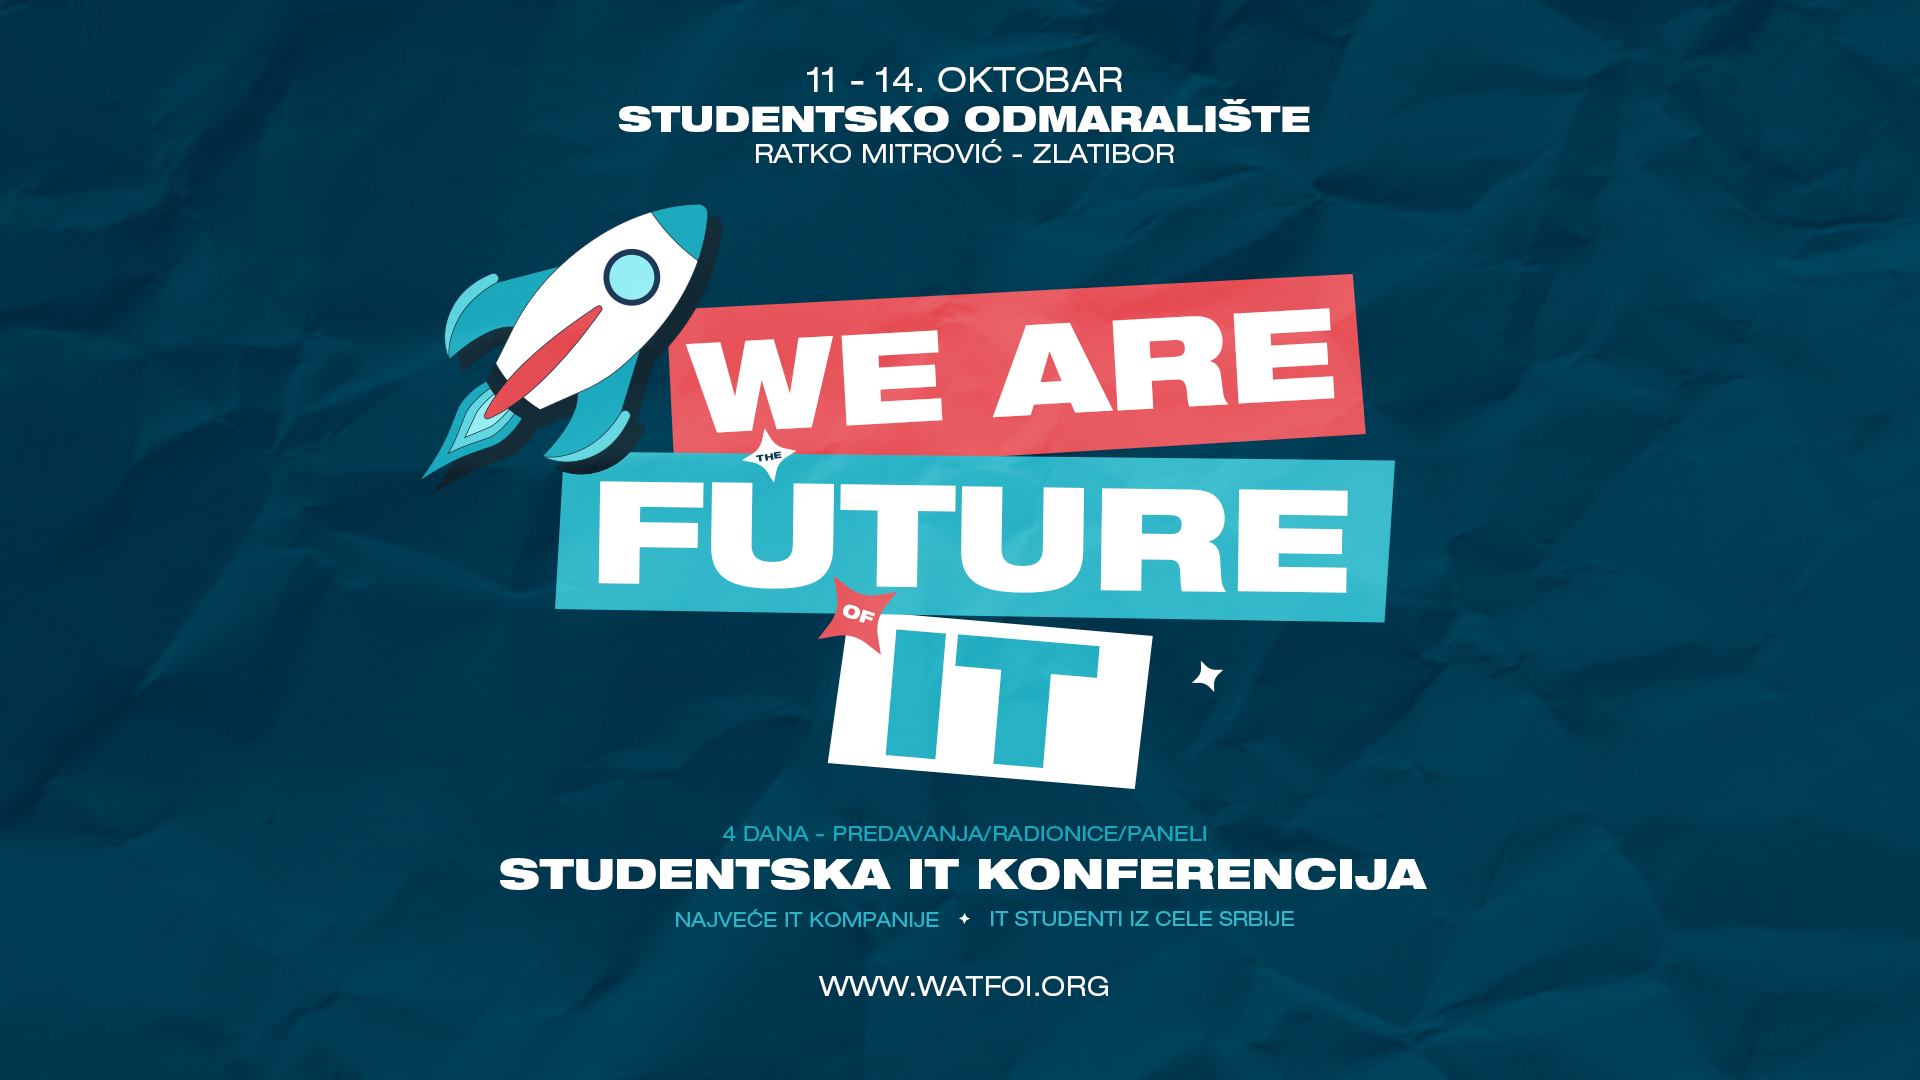 11 - 14. OKTOBAR
STUDENTSKO ODMARALIŠTE
RATKO MITROVIĆ - ZLATIBOR
WE ARE
THE
FUTURE
OF
IT
4 DANA - PREDAVANJA/RADIONICE/PANELI
STUDENTSKA IT KONFERENCIJA
NAJVEĆE IT KOMPANIJE ✦ IT STUDENTI IZ CELE SRBIJE
WWW.WATFOI.ORG